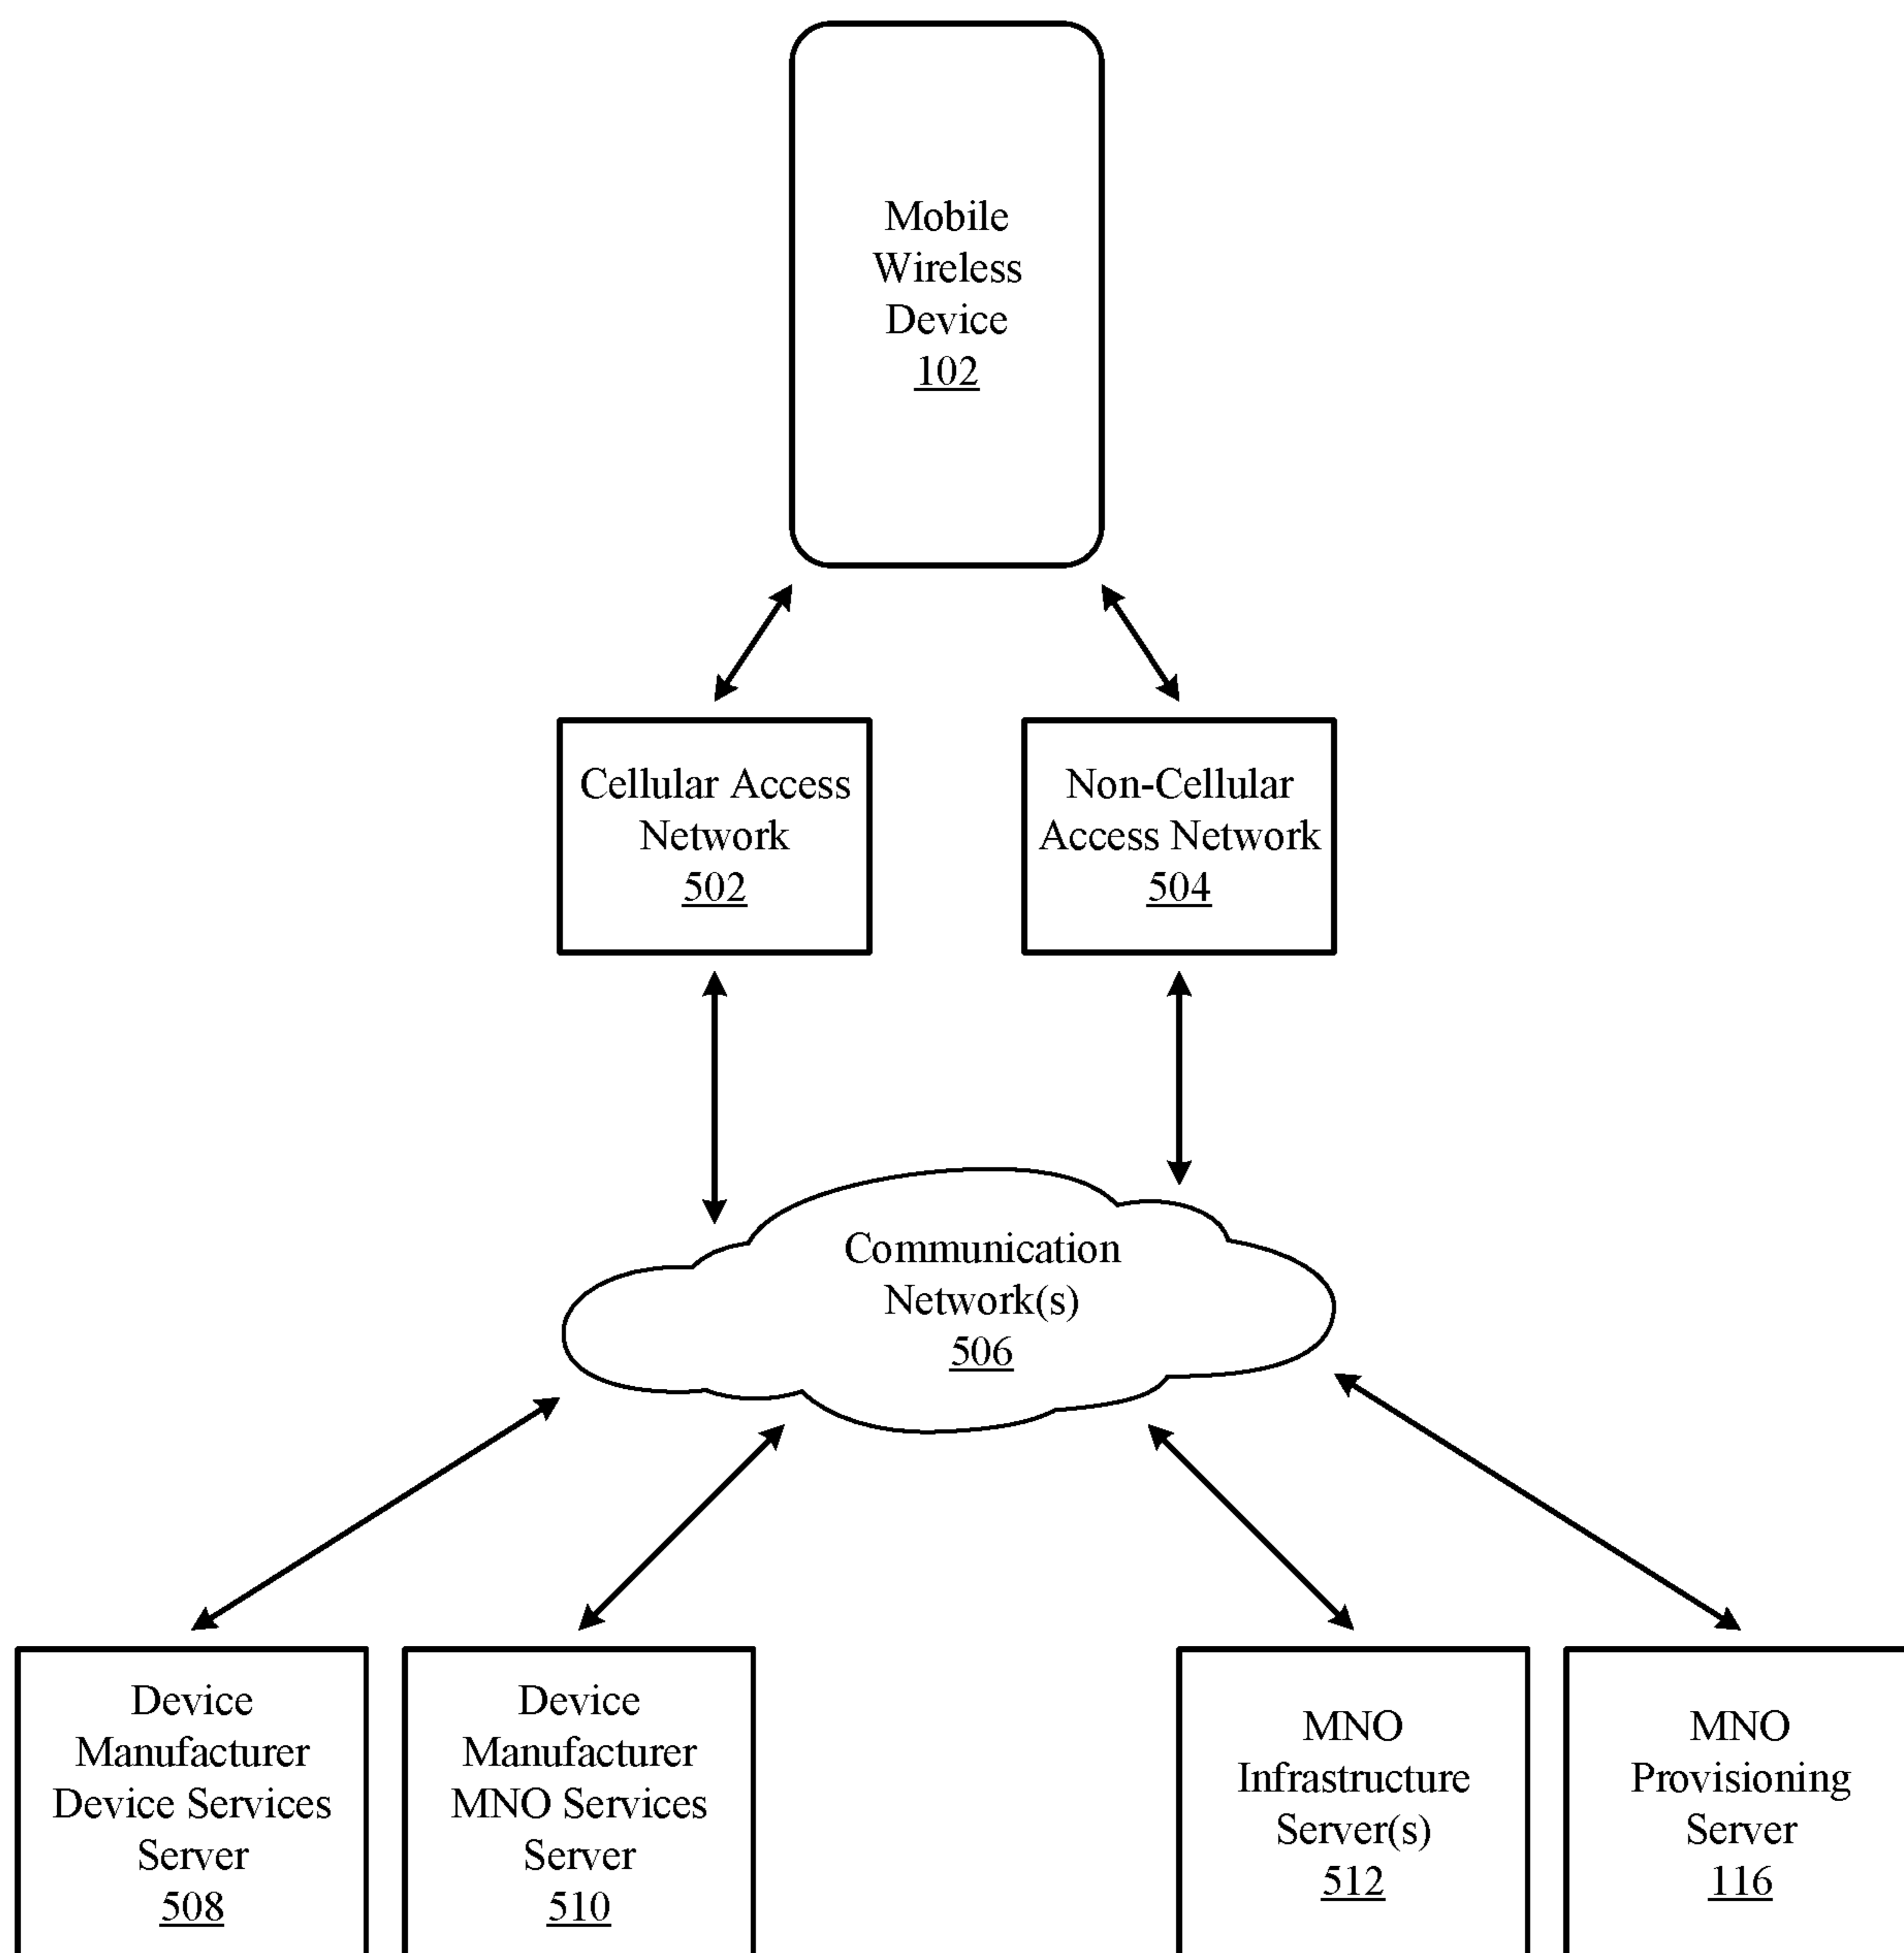 Mobile
Wireless
Device
102
Cellular Access
Network
502
Non-Cellular
Access Network
504
Communication
Network(s)
506
Device
Manufacturer
Device Services
Server
508
Device
Manufacturer
MNO Services
Server
510
MNO
Infrastructure
Server(s)
512
MNO
Provisioning
Server
116